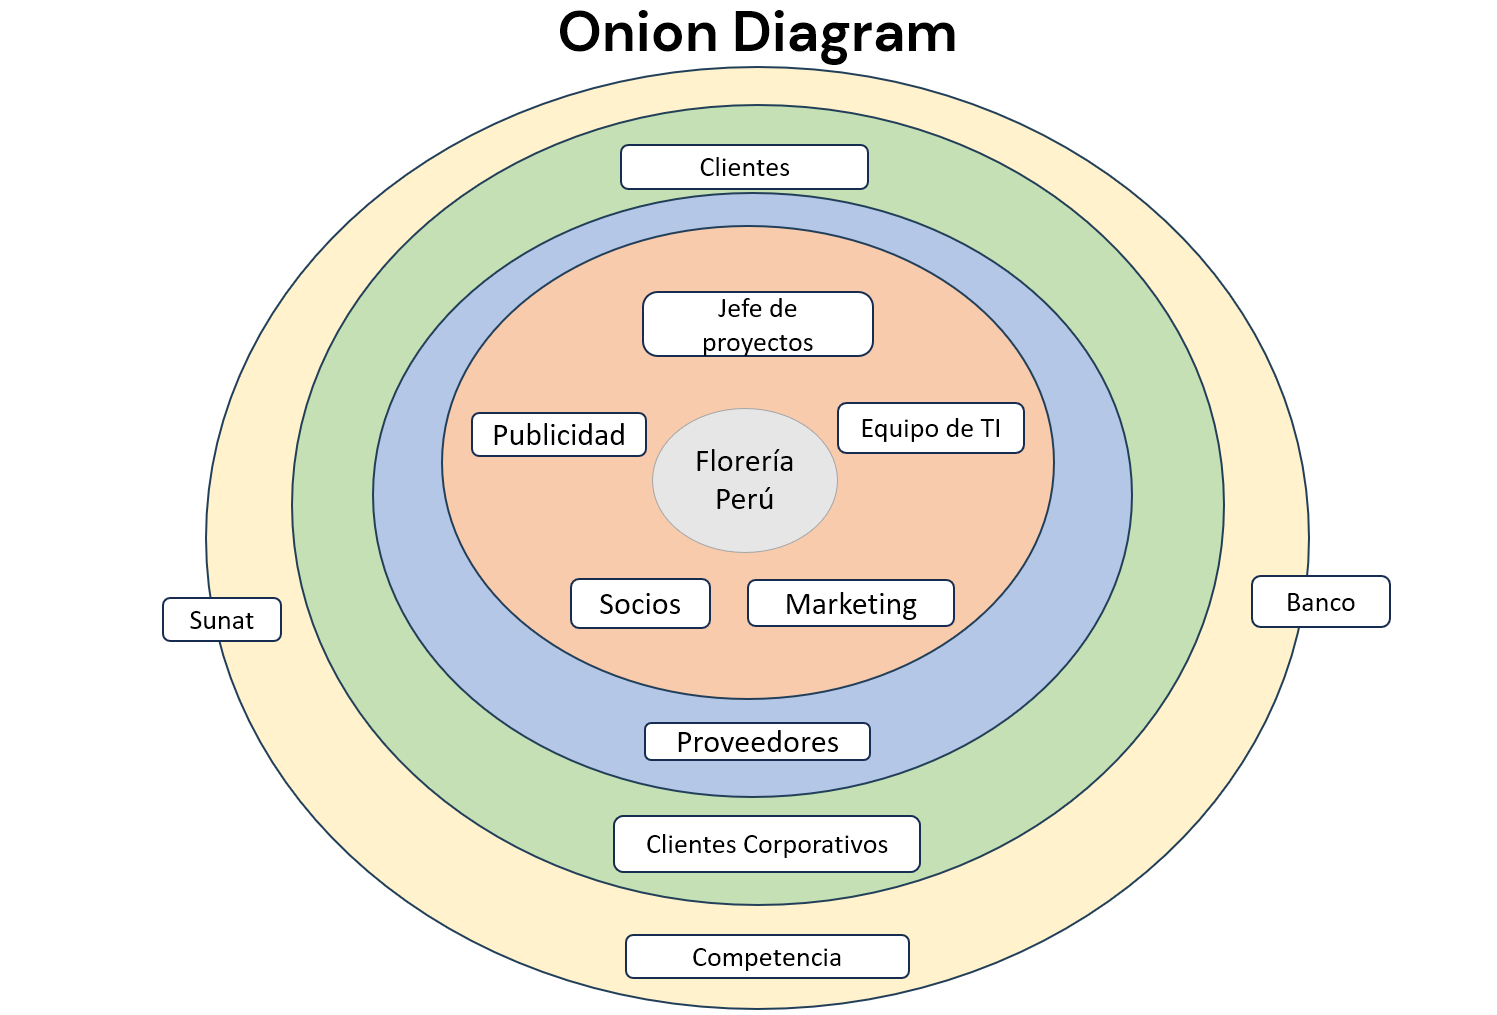 Onion Diagram
Clientes
Jefe de
proyectos
Publicidad
Equipo de TI
Florería
Perú
Socios
Marketing
Sunat
Banco
Proveedores
Clientes Corporativos
Competencia